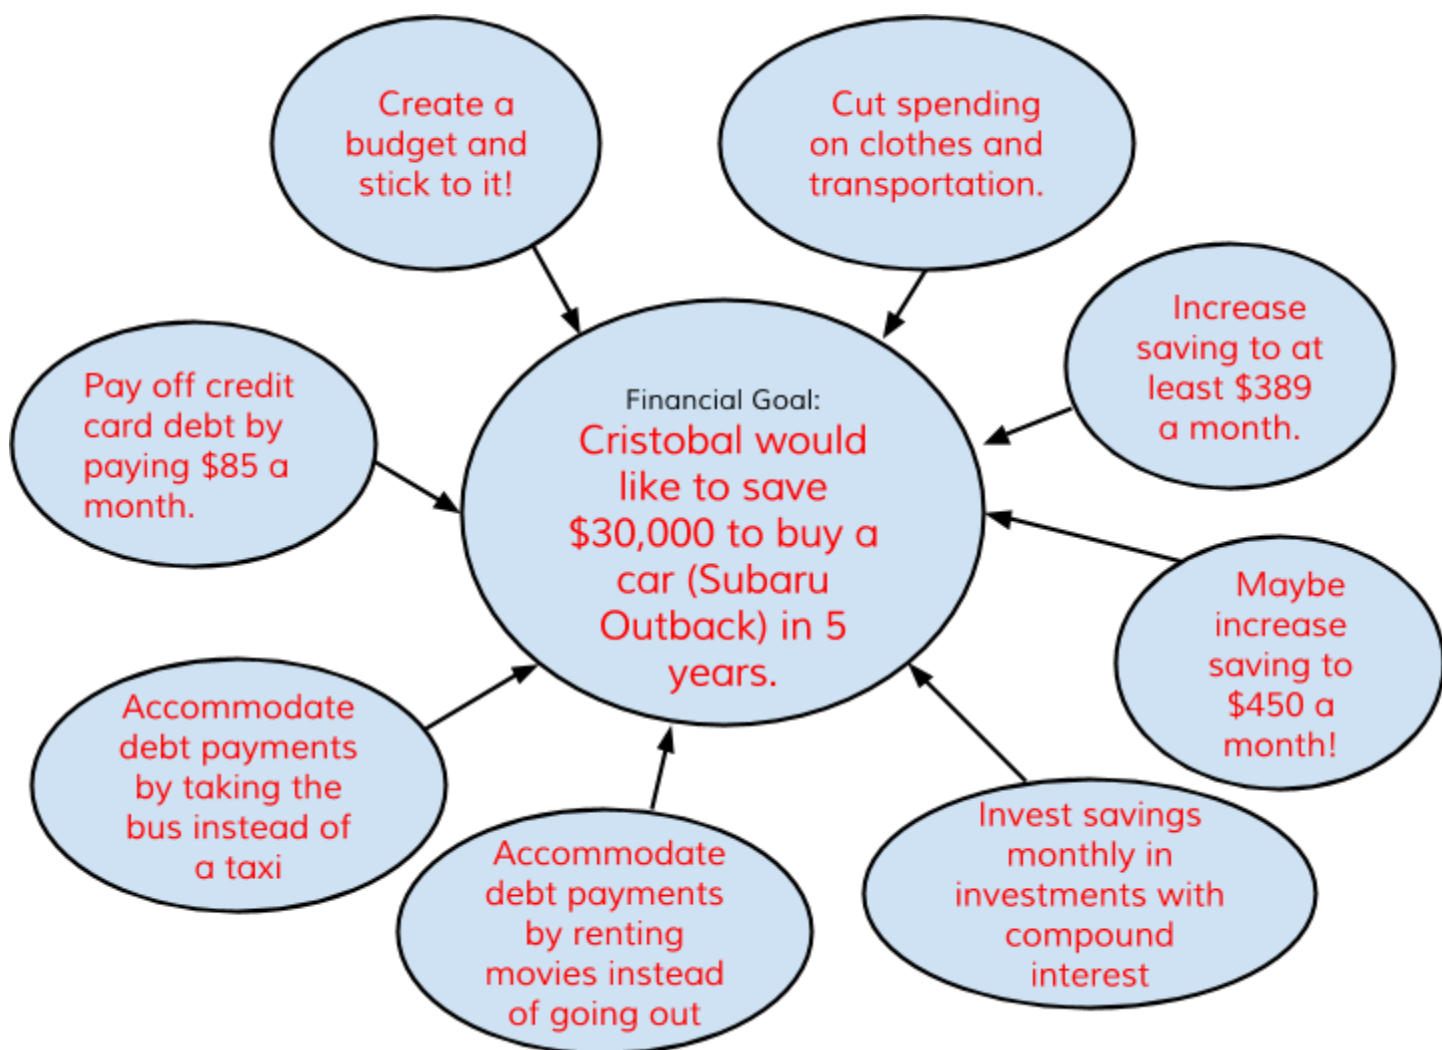 Create a
budget and
stick to it!
Cut spending
on clothes and
transportation.
Increase
saving to at
least $389
a month.
Pay off credit
card debt by
paying $85 a
month.
Financial Goal:
Cristobal would
like to save
$30,000 to buy a
car (Subaru
Outback) in 5
years.
Maybe
increase
saving to
$450 a
month!
Accommodate
debt payments
by taking the
bus instead of
a taxi
Accommodate
debt payments
by renting
movies instead
of going out
Invest savings
monthly in
investments with
compound
interest